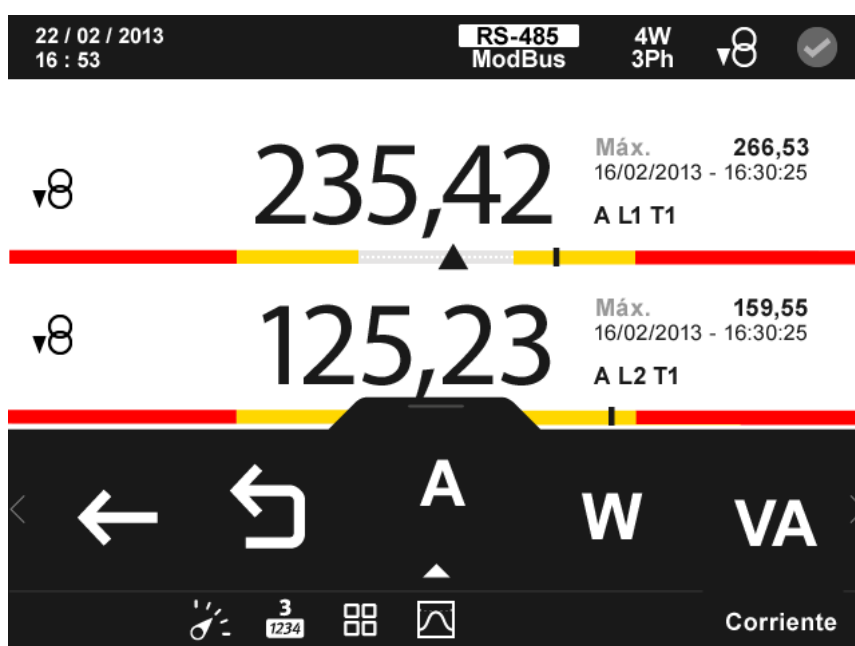 22 / 02 / 2013
16 : 53
RS-485
ModBus
4W
3Ph
235,42
Máx. 266,53
16/02/2013 - 16:30:25
A L1 T1
125,23
Máx. 159,55
16/02/2013 - 16:30:25
A L2 T1
A W VA
3
1234
Corriente